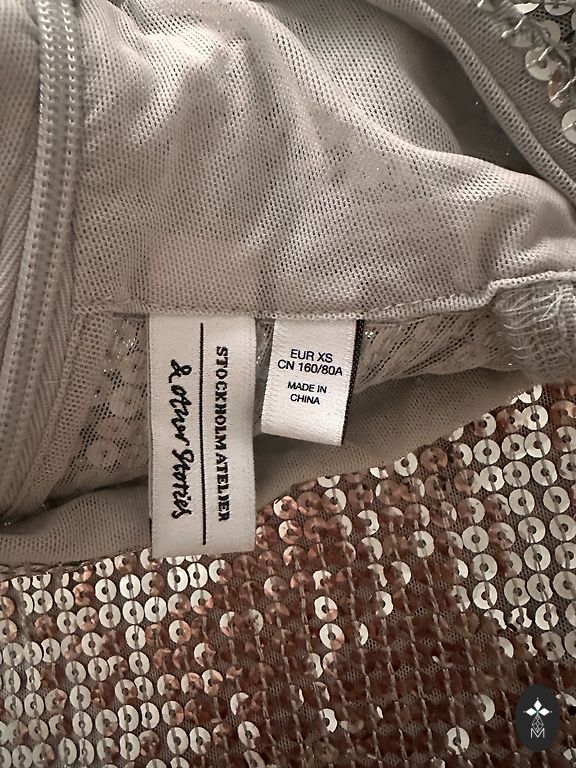 & other Stories
STOCKHOLM ATELIER
EUR XS
CN 160/80A
MADE IN
CHINA